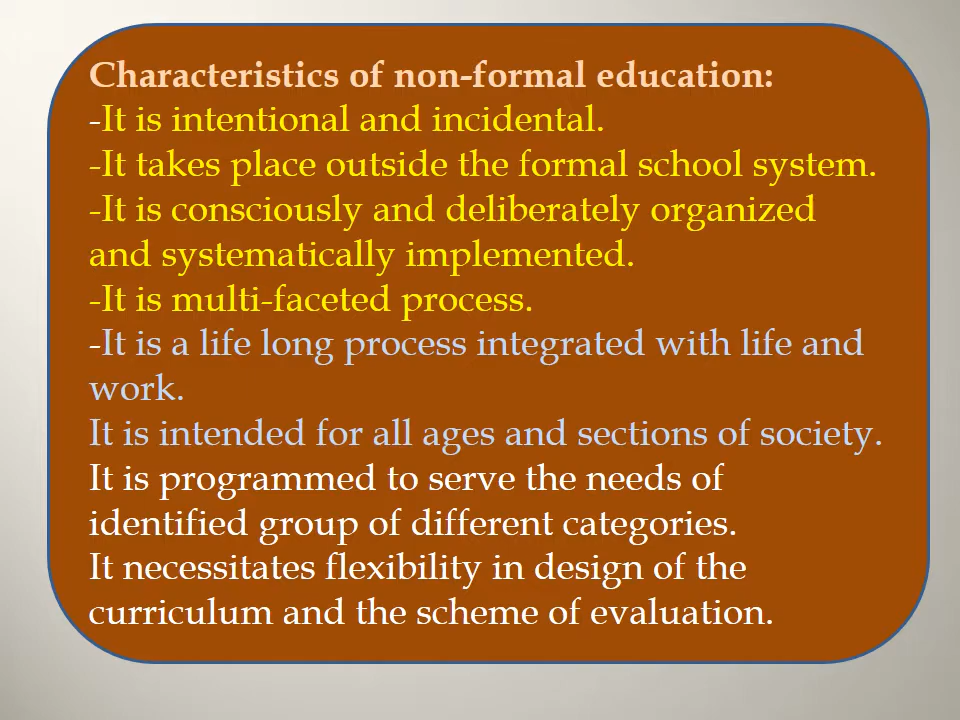 Characteristics of non-formal education:
-It is intentional and incidental.
-It takes place outside the formal school system.
-It is consciously and deliberately organized
and systematically implemented.
-It is multi-faceted process.
-It is a life long process integrated with life and
work.
It is intended for all ages and sections of society.
It is programmed to serve the needs of
identified group of different categories.
It necessitates flexibility in design of the
curriculum and the scheme of evaluation.